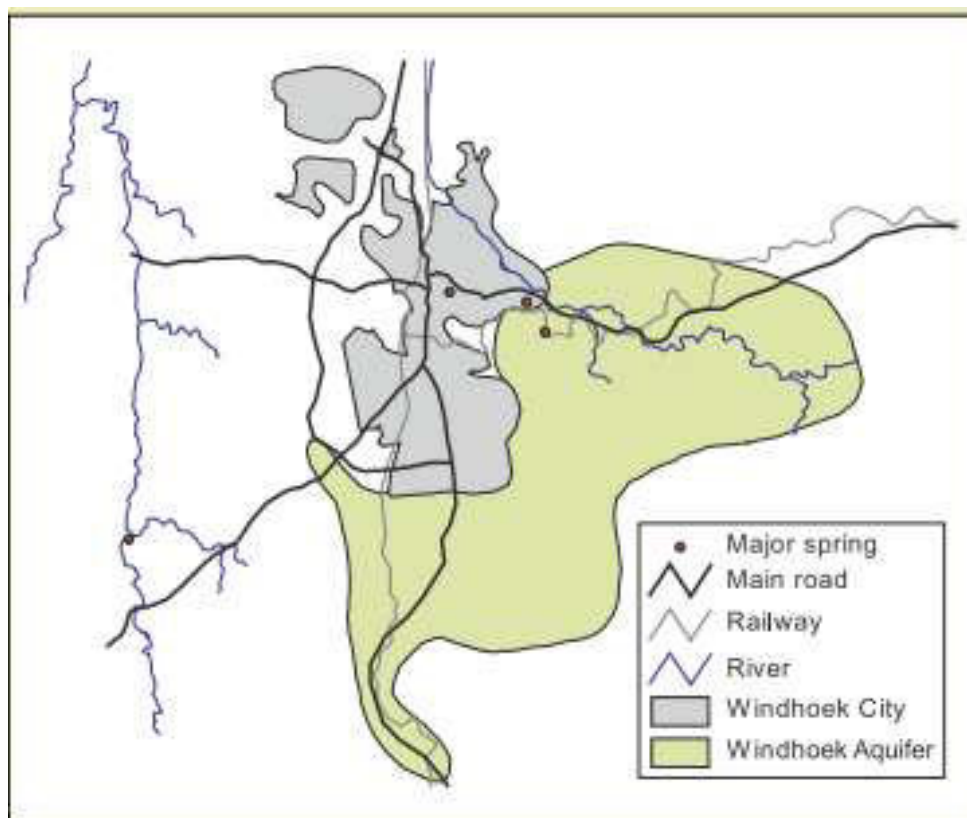 Major spring
Main road
Railway
River
Windhoek City
Windhoek Aquifer